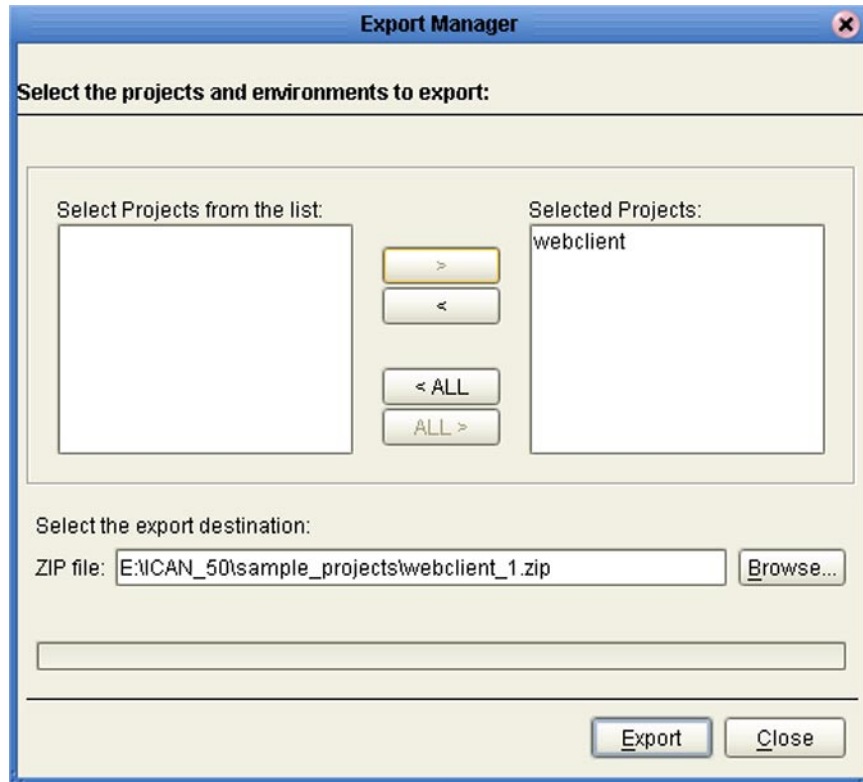 Export Manager
Select the projects and environments to export:
Select Projects from the list:
Selected Projects:
webclient
>
<
< ALL
ALL >
Select the export destination:
ZIP file: E:\ICAN_50\sample_projects\webclient_1.zip Browse...
Export Close